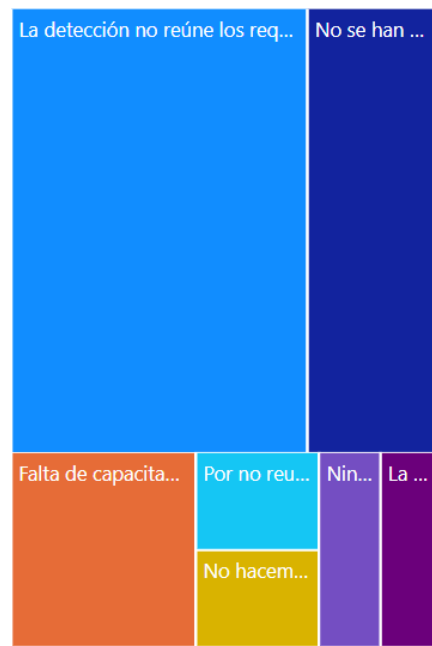 La detección no reúne los req...
No se han ...
Falta de capacita...
Por no reu...
Nin...
La ...
No hacem...